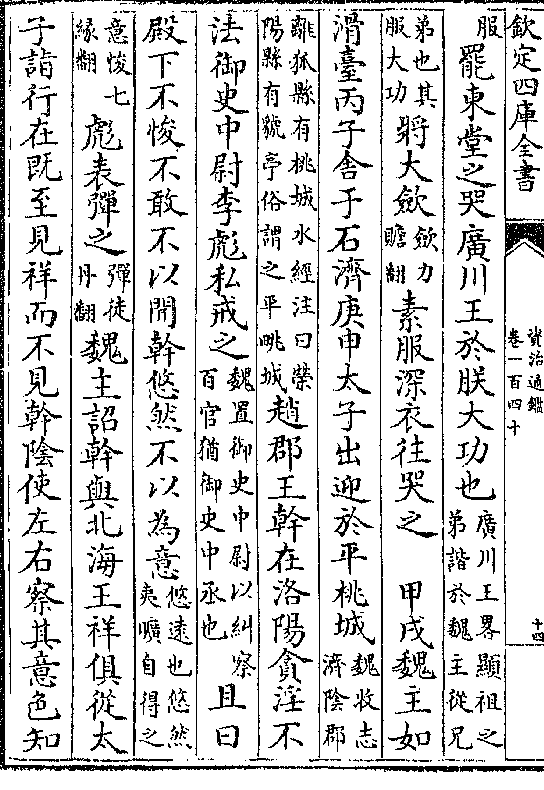 欽定四庫全書
資治通鑑
卷一百四十
十四
服罷東堂之哭廣川王於朕大功也廣川王畧顯祖之弟諧於魏主從兄
弟也其服大功將大斂斂力贍翻素服深衣往哭之 甲戌魏主如
滑臺丙子舍于石濟庚申太子出迎於平桃城魏收志濟陰郡
離狐縣有桃城水經注曰滎陽縣有號亭俗謂之平咷城趙郡王幹在洛陽貪淫不
法御史中尉李彪私戒之魏置御史中尉以糾察百官猶御史中丞也且曰
殿下不悛不敢不以聞幹悠然不以為意悠逺也悠然夷曠自得之
意悛七縁翻彪表彈之彈徒丹翻魏主詔幹與北海王祥俱從太
子詣行在既至見祥而不見幹陰使左右察其意色知